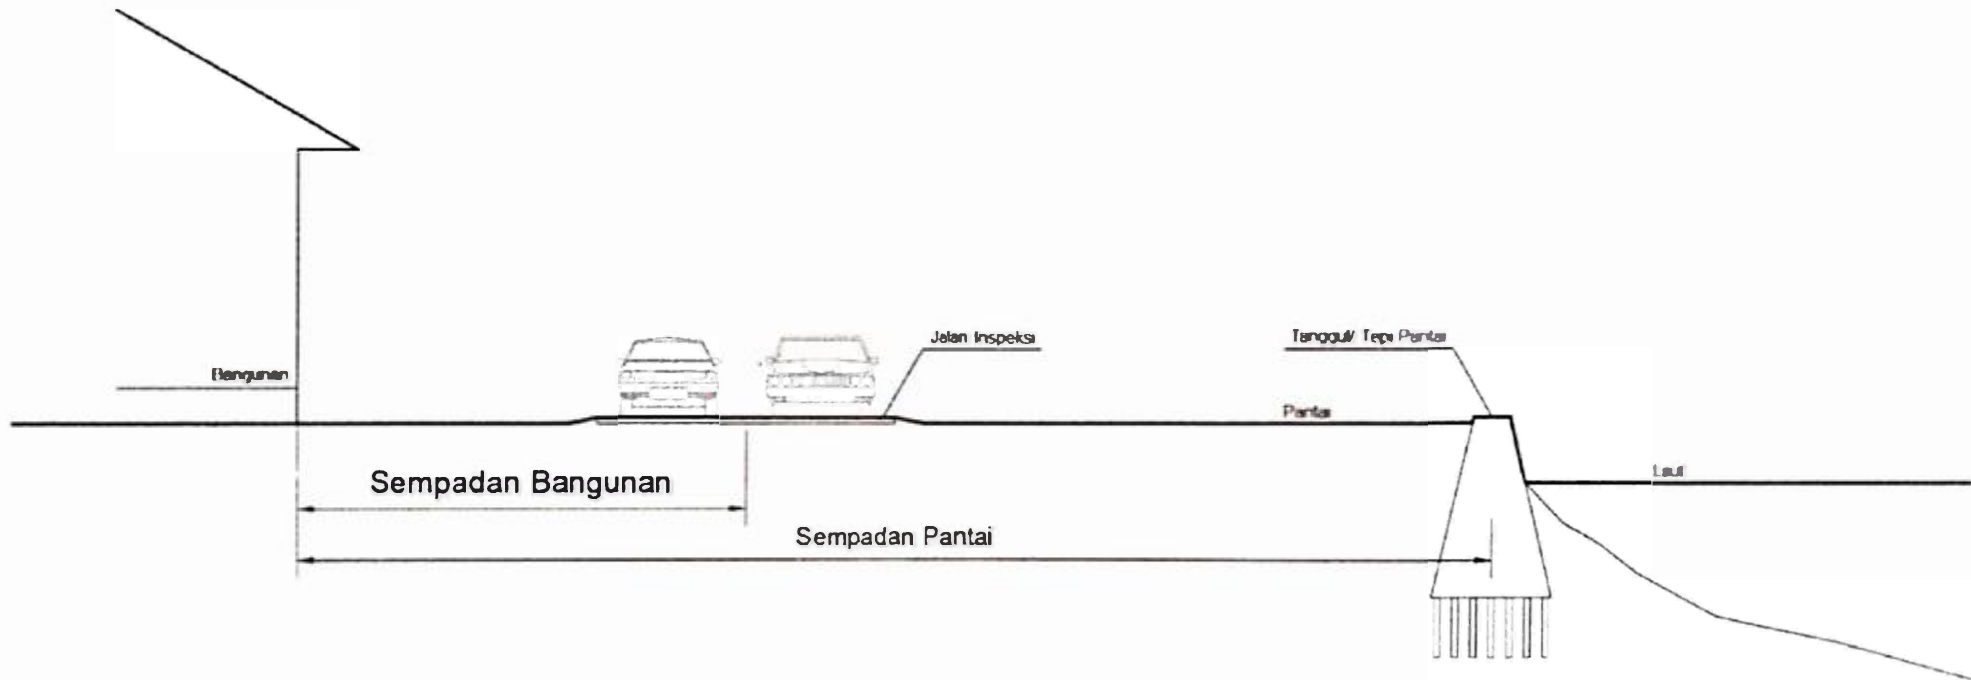 Jalan Inspeksi
Tanggul/ Tepi Pantai
Bangunan
Pantai
Laut
Sempadan Bangunan
Sempadan Pantai